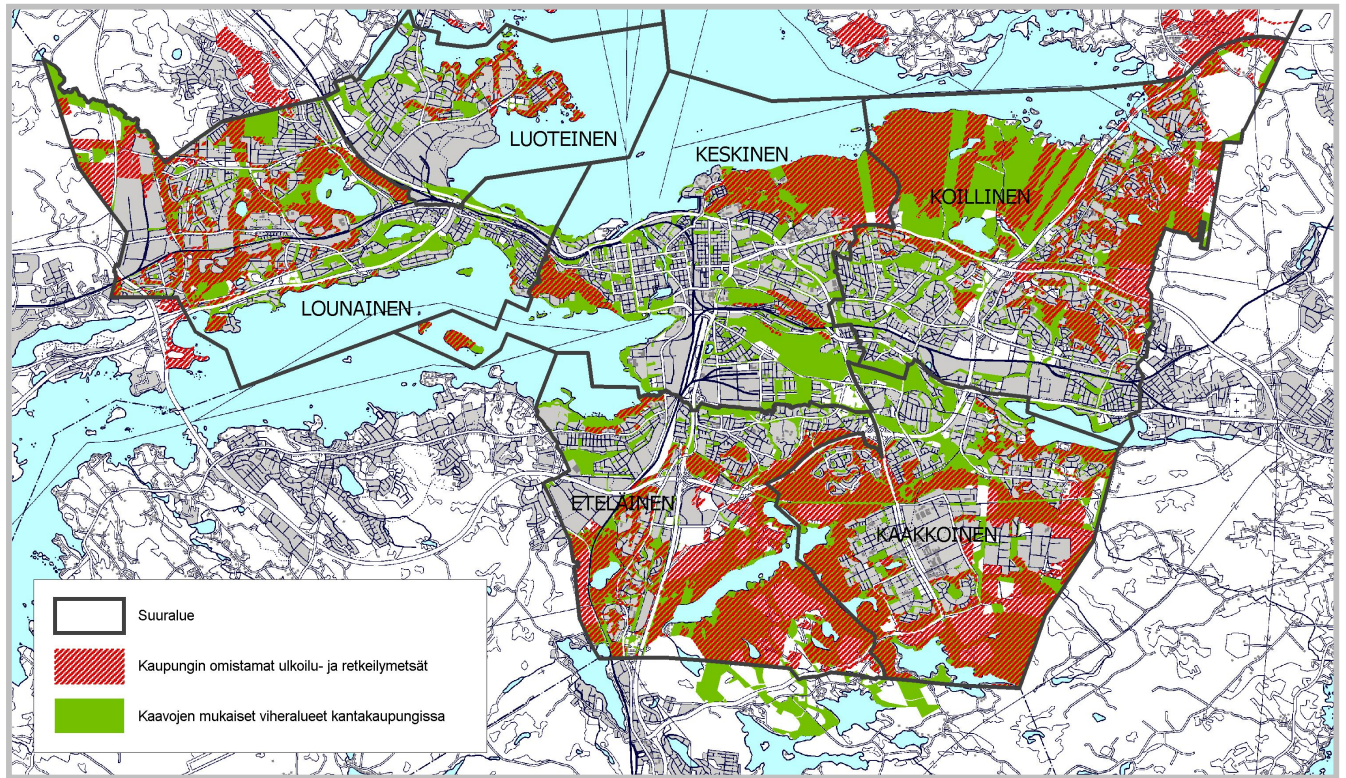 LUOTEINEN
KESKINEN
KOILLINEN
LOUNAINEN
ETELÄINEN
KAAKKOINEN
Suuralue
Kaupungin omistamat ulkoilu- ja retkeilymetsät
Kaavojen mukaiset viheralueet kantakaupungissa